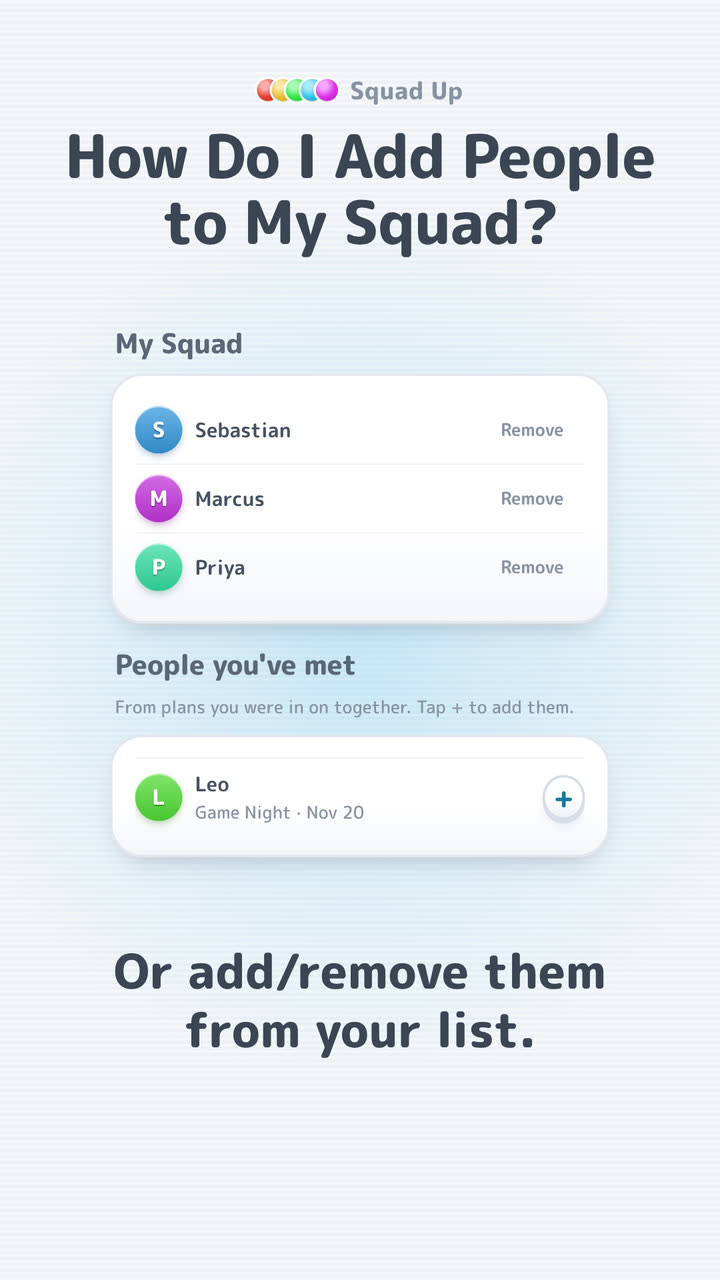 Squad Up
How Do I Add People
to My Squad?
My Squad
S Sebastian Remove
M Marcus Remove
P Priya Remove
People you've met
From plans you were in on together. Tap + to add them.
L Leo
Game Night · Nov 20
+
Or add/remove them
from your list.